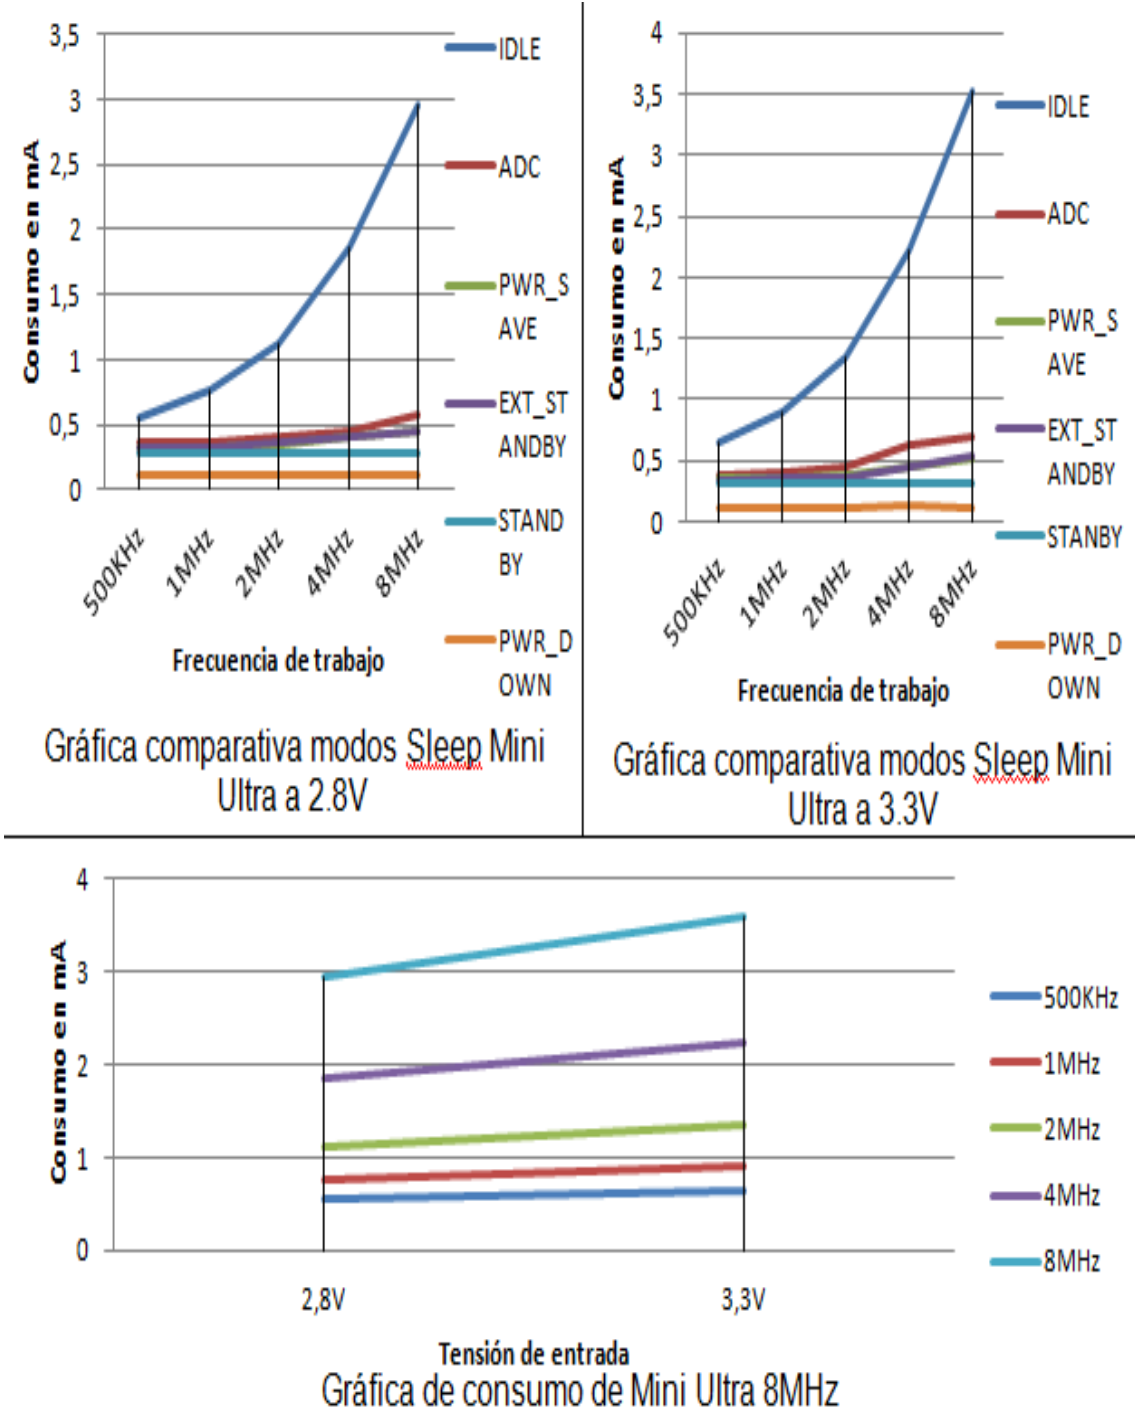 3,5
3
2,5
2
1,5
1
0,5
0
Consumo en mA
500KHz
1MHz
2MHz
4MHz
8MHz
Frecuencia de trabajo
IDLE
ADC
PWR_S
AVE
EXT_ST
ANDBY
STAND
BY
PWR_D
OWN
Gráfica comparativa modos Sleep Mini
Ultra a 2.8V
4
3,5
3
2,5
2
1,5
1
0,5
0
Consumo en mA
500KHz
1MHz
2MHz
4MHz
8MHz
Frecuencia de trabajo
IDLE
ADC
PWR_S
AVE
EXT_ST
ANDBY
STANBY
PWR_D
OWN
Gráfica comparativa modos Sleep Mini
Ultra a 3.3V
4
3
2
1
0
Consumo en mA
2,8V
3,3V
Tensión de entrada
500KHz
1MHz
2MHz
4MHz
8MHz
Gráfica de consumo de Mini Ultra 8MHz